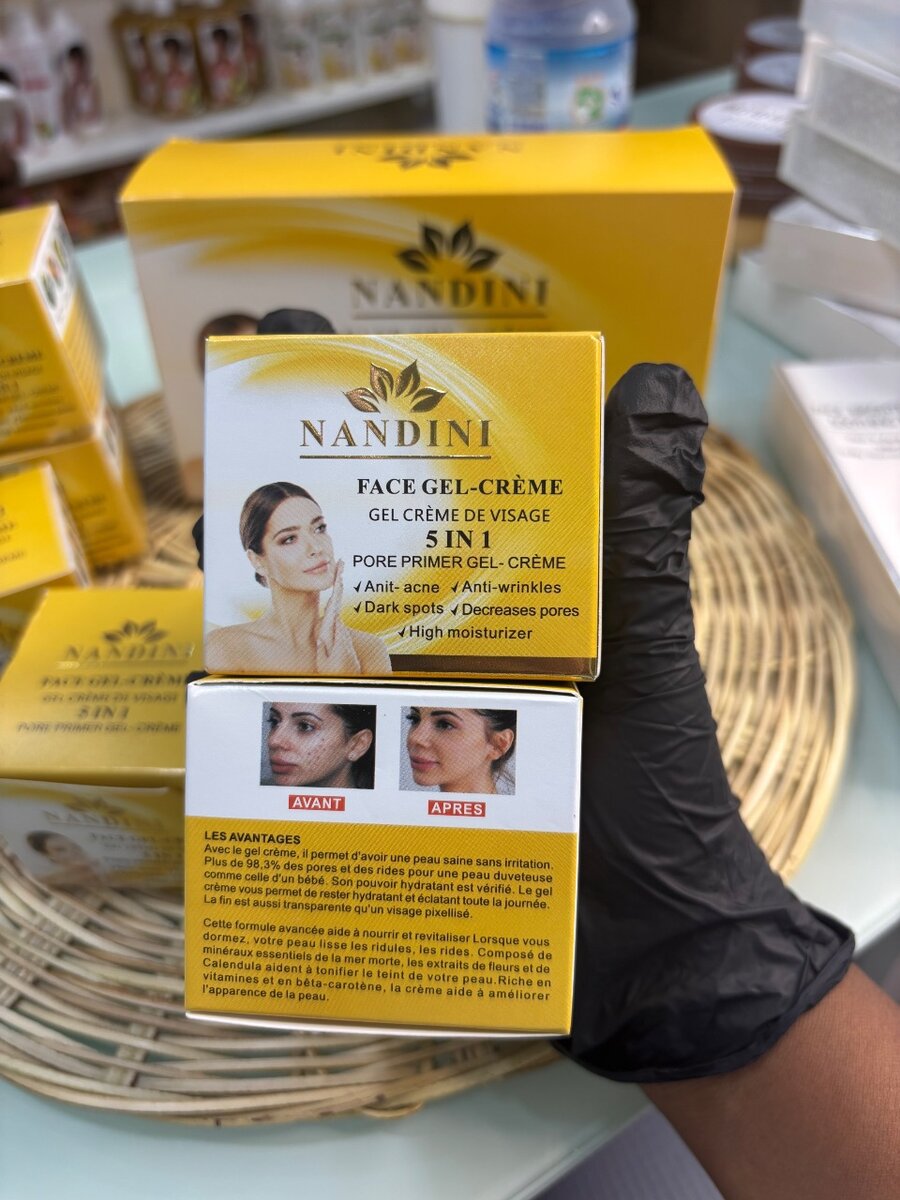 NANDINI
NANDINI
FACE GEL-CRÈME
GEL CRÈME DE VISAGE
5 IN 1
PORE PRIMER GEL- CRÈME
✓Anit- acne ✓Anti-wrinkles
✓Dark spots ✓Decreases pores
✓High moisturizer
AVANT
APRES
LES AVANTAGES
Avec le gel crème, il permet d'avoir une peau saine sans irritation.
Plus de 98,3% des pores et des rides pour une peau duveteuse
comme celle d'un bébé. Son pouvoir hydratant est vérifié. Le gel
crème vous permet de rester hydratant et éclatant toute la journée.
La fin est aussi transparente qu'un visage pixellisé.
Cette formule avancée aide à nourrir et revitaliser Lorsque vous
dormez, votre peau lisse les ridules, les rides. Composé de
minéraux essentiels de la mer morte, les extraits de fleurs et de
Calendula aident à tonifier le teint de votre peau.Riche en
vitamines et en bêta-carotène, la crème aide à améliorer
l'apparence de la peau.
NANDINI
FACE GEL-CRÈME
GEL CRÈME DE VISAGE
5 IN 1
PORE PRIMER GEL- CRÈME
NANDINI